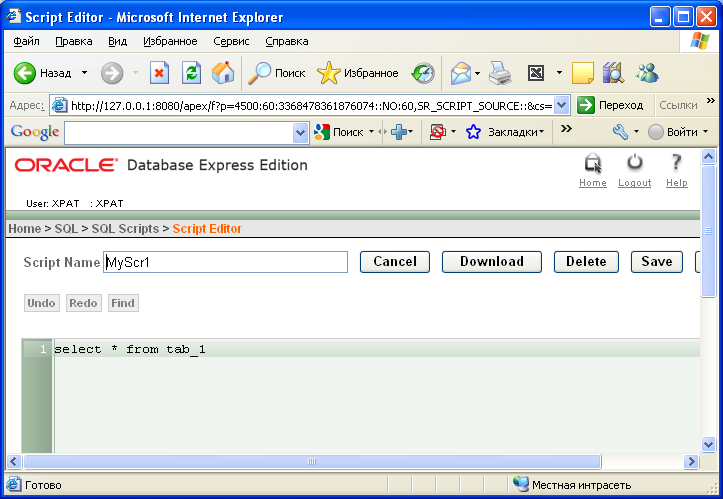 Script Editor - Microsoft Internet Explorer
Файл Правка Вид Избранное Сервис Справка
Назад Поиск Избранное
Адрес: http://127.0.0.1:8080/apex/f?p=4500:60:3368478361876074::NO:60,SR_SCRIPT_SOURCE::&cs= Переход Ссылки »
Google Поиск Закладки » Войти
ORACLE Database Express Edition
Home Logout Help
User: XPAT : XPAT
Home > SQL > SQL Scripts > Script Editor
Script Name MyScr1 Cancel Download Delete Save
Undo Redo Find
1 select * from tab_1
Готово Местная интрасеть